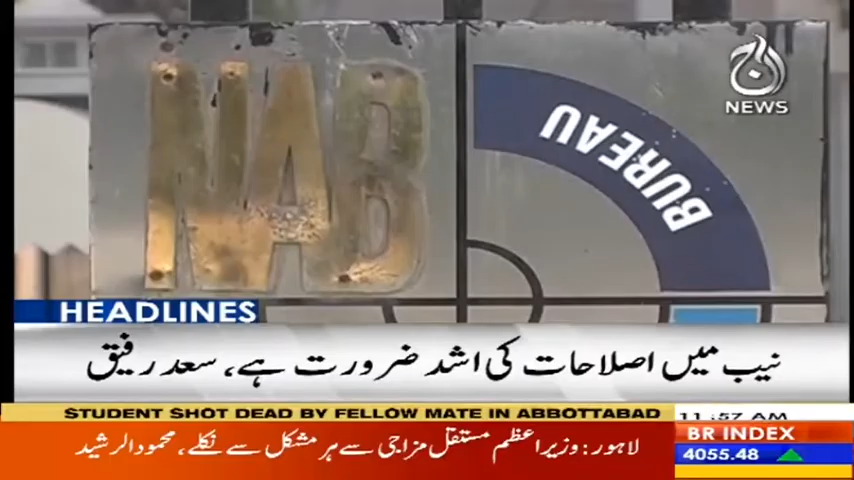 NAB
BUREAU
آج
NEWS
HEADLINES
نیب میں اصلاحات کی اشد ضرورت ہے، سعد رفیق
STUDENT SHOT DEAD BY FELLOW MATE IN ABBOTTABAD
11:57 AM
لاہور: وزیراعظم مستقل مزاجی سے ہر مشکل سے نکلے، محمود الرشید
BR INDEX
4055.48